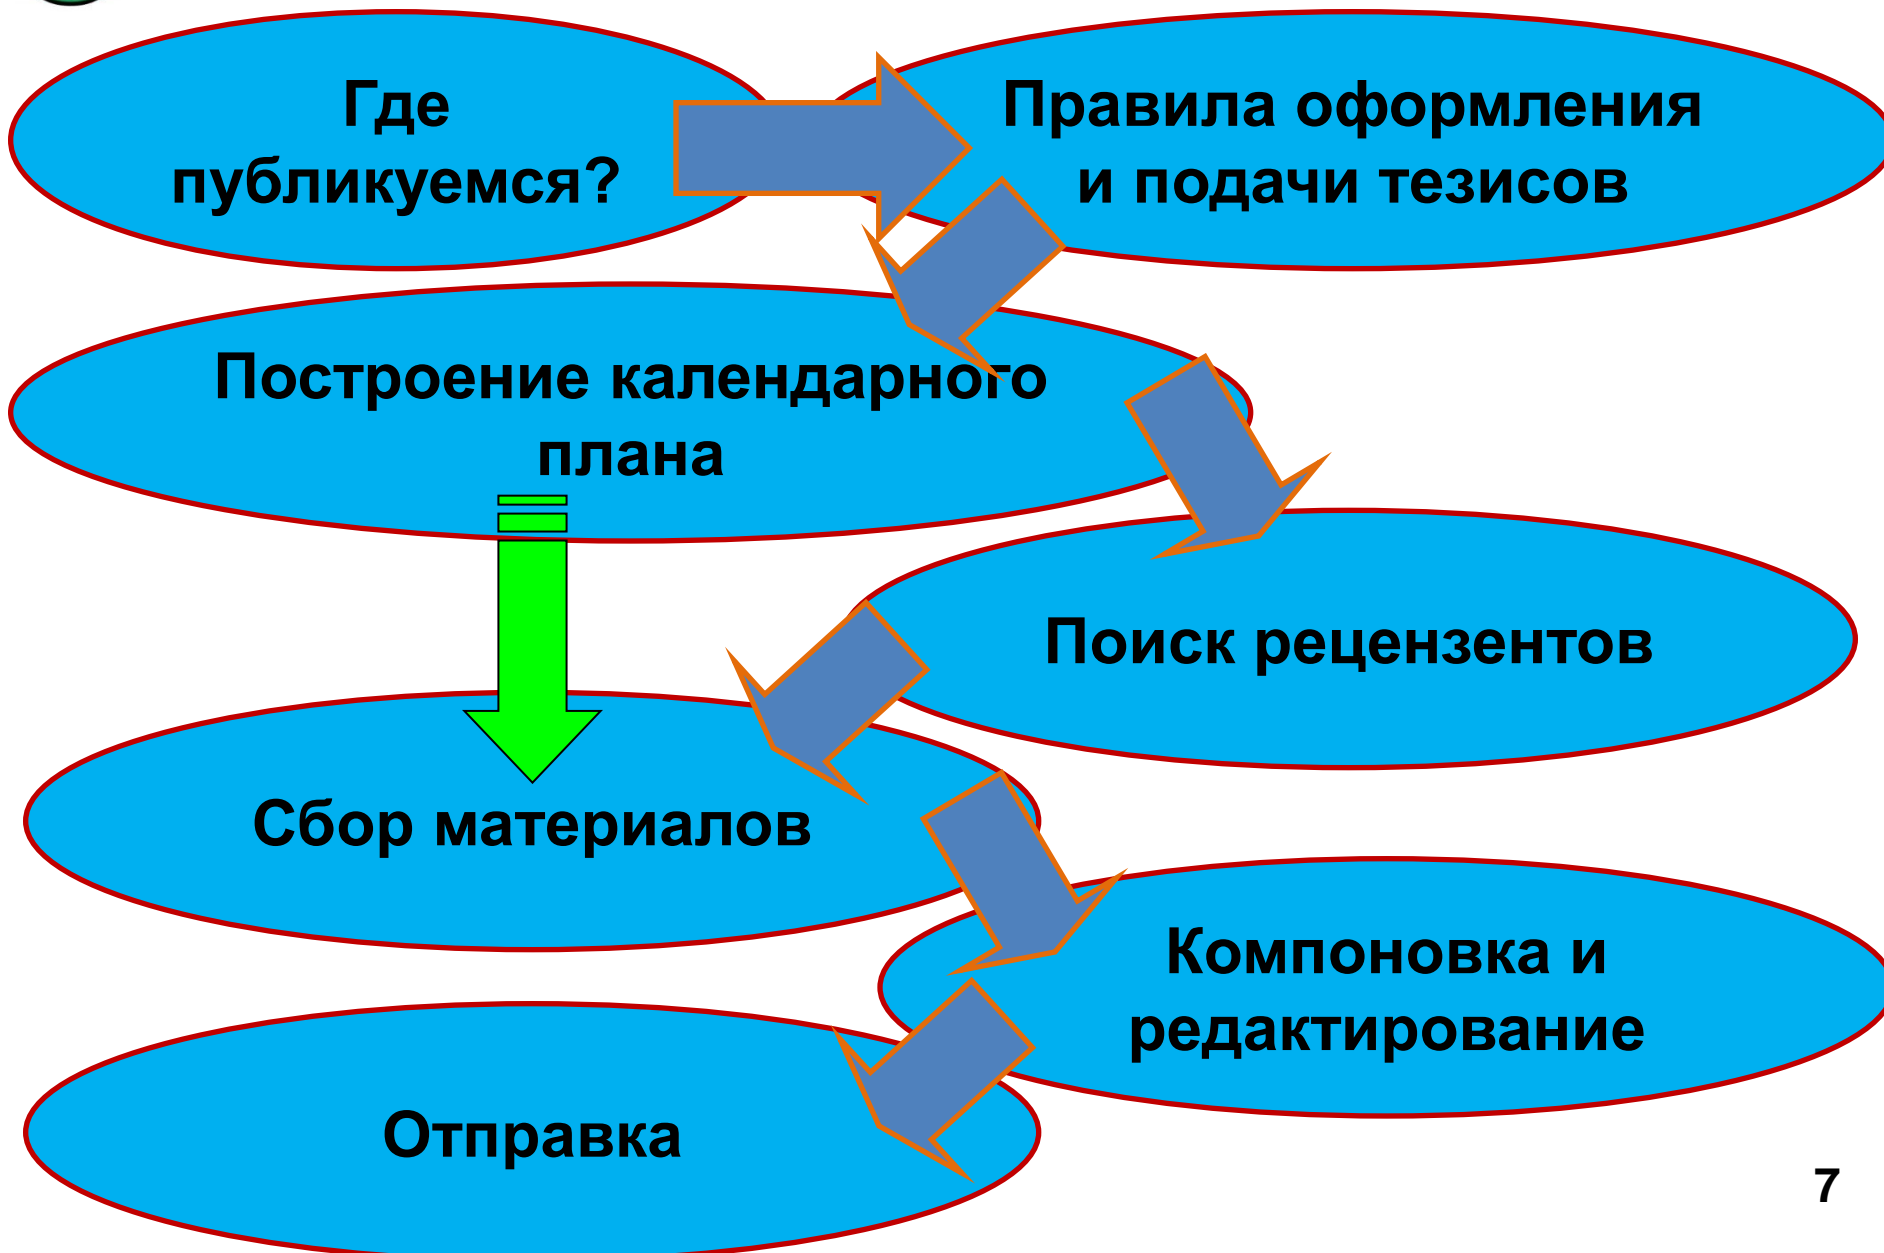 Где
публикуемся?
Правила оформления
и подачи тезисов
Построение календарного
плана
Поиск рецензентов
Сбор материалов
Компоновка и
редактирование
Отправка
7